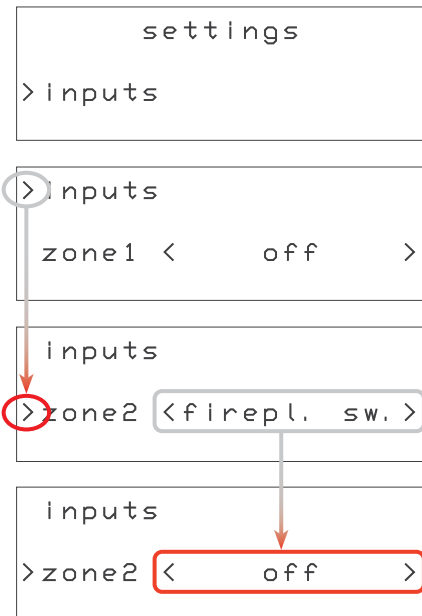 settings
>inputs
>inputs
zone1 < off >
inputs
>zone2 <firepl. sw.>
inputs
>zone2 < off >